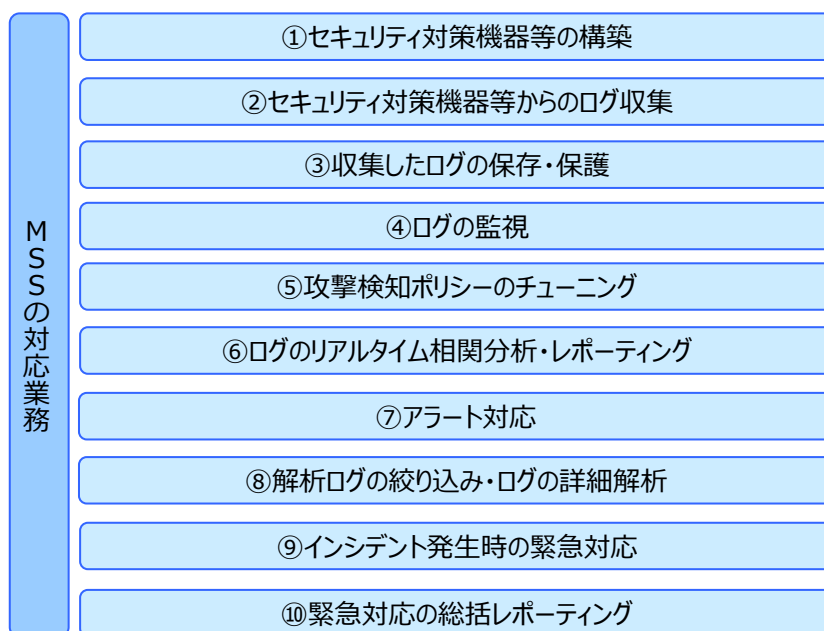 MSSの対応業務
①セキュリティ対策機器等の構築
②セキュリティ対策機器等からのログ収集
③収集したログの保存・保護
④ログの監視
⑤攻撃検知ポリシーのチューニング
⑥ログのリアルタイム相関分析・レポーティング
⑦アラート対応
⑧解析ログの絞り込み・ログの詳細解析
⑨インシデント発生時の緊急対応
⑩緊急対応の総括レポーティング